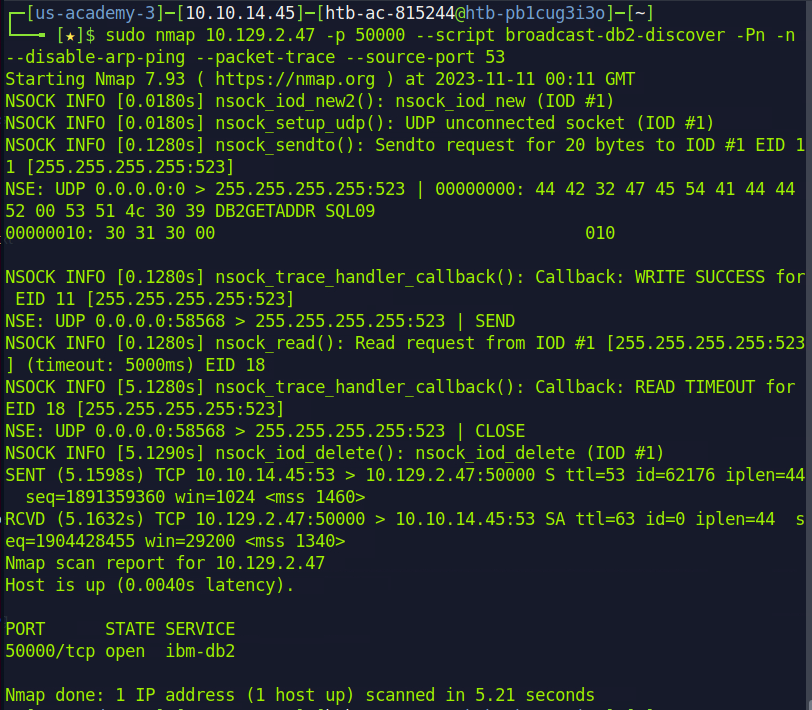 ┌─[us-academy-3]─[10.10.14.45]─[htb-ac-815244@htb-pb1cug3i3o]─[~]
└──╼ [★]$ sudo nmap 10.129.2.47 -p 50000 --script broadcast-db2-discover -Pn -n
--disable-arp-ping --packet-trace --source-port 53
Starting Nmap 7.93 ( https://nmap.org ) at 2023-11-11 00:11 GMT
NSOCK INFO [0.0180s] nsock_iod_new2(): nsock_iod_new (IOD #1)
NSOCK INFO [0.0180s] nsock_setup_udp(): UDP unconnected socket (IOD #1)
NSOCK INFO [0.1280s] nsock_sendto(): Sendto request for 20 bytes to IOD #1 EID 1
1 [255.255.255.255:523]
NSE: UDP 0.0.0.0:0 > 255.255.255.255:523 | 00000000: 44 42 32 47 45 54 41 44 44
52 00 53 51 4c 30 39 DB2GETADDR SQL09
00000010: 30 31 30 00                                     010
NSOCK INFO [0.1280s] nsock_trace_handler_callback(): Callback: WRITE SUCCESS for
 EID 11 [255.255.255.255:523]
NSE: UDP 0.0.0.0:58568 > 255.255.255.255:523 | SEND
NSOCK INFO [0.1280s] nsock_read(): Read request from IOD #1 [255.255.255.255:523
] (timeout: 5000ms) EID 18
NSOCK INFO [5.1280s] nsock_trace_handler_callback(): Callback: READ TIMEOUT for
EID 18 [255.255.255.255:523]
NSE: UDP 0.0.0.0:58568 > 255.255.255.255:523 | CLOSE
NSOCK INFO [5.1290s] nsock_iod_delete(): nsock_iod_delete (IOD #1)
SENT (5.1598s) TCP 10.10.14.45:53 > 10.129.2.47:50000 S ttl=53 id=62176 iplen=44
  seq=1891359360 win=1024 <mss 1460>
RCVD (5.1632s) TCP 10.129.2.47:50000 > 10.10.14.45:53 SA ttl=63 id=0 iplen=44  s
eq=1904428455 win=29200 <mss 1340>
Nmap scan report for 10.129.2.47
Host is up (0.0040s latency).
PORT      STATE SERVICE
50000/tcp open  ibm-db2
Nmap done: 1 IP address (1 host up) scanned in 5.21 seconds